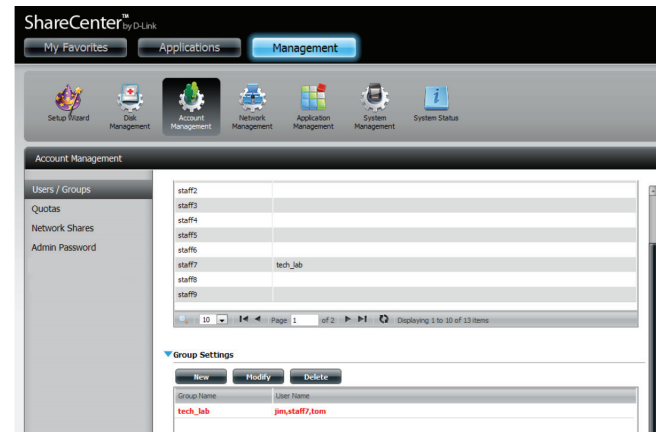 ShareCenter™ by D-Link
My Favorites Applications Management
Setup Wizard Disk Management Account Management Network Management Application Management System Management System Status
Account Management
Users / Groups
Quotas
Network Shares
Admin Password
staff2
staff3
staff4
staff5
staff6
staff7 tech_lab
staff8
staff9
10 Page 1 of 2 Displaying 1 to 10 of 13 items
Group Settings
New Modify Delete
Group Name User Name
tech_lab jim,staff7,tom